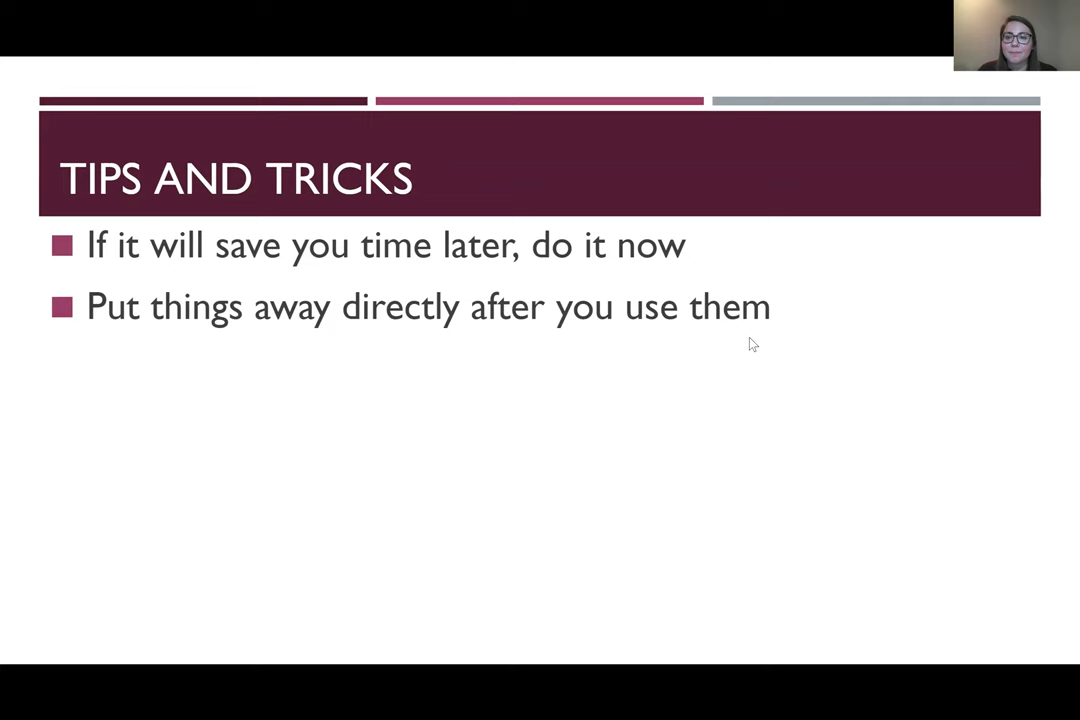 TIPS AND TRICKS
If it will save you time later, do it now
Put things away directly after you use them